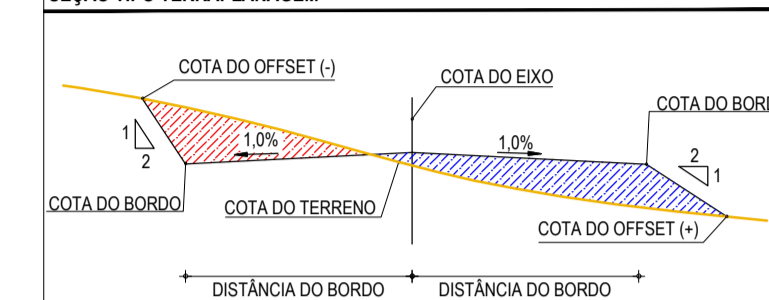 COTA DO OFFSET (-)
COTA DO EIXO
COTA DO
1
2
1,0%
1,0%
2
1
COTA DO BORDO
COTA DO TERRENO
COTA DO OFFSET (+)
DISTÂNCIA DO BORDO
DISTÂNCIA DO BORDO